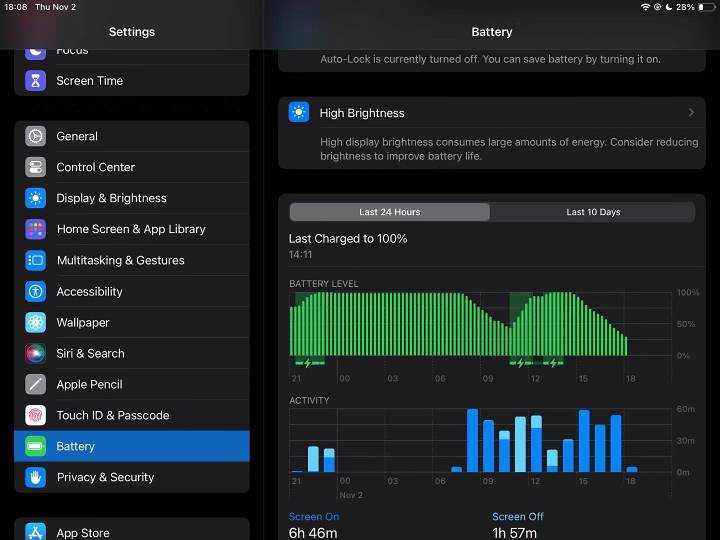 18:08 Thu Nov 2
28%
Settings
Focus
Screen Time
General
Control Center
Display & Brightness
Home Screen & App Library
Multitasking & Gestures
Accessibility
Wallpaper
Siri & Search
Apple Pencil
Touch ID & Passcode
Battery
Privacy & Security
App Store
Battery
Auto-Lock is currently turned off. You can save battery by turning it on.
High Brightness
High display brightness consumes large amounts of energy. Consider reducing
brightness to improve battery life.
Last 24 Hours Last 10 Days
Last Charged to 100%
14:11
BATTERY LEVEL
100%
50%
0%
21 00 03 06 09 12 15 18
ACTIVITY
60m
30m
0m
21 00 03 06 09 12 15 18
Nov 2
Screen On Screen Off
6h 46m 1h 57m